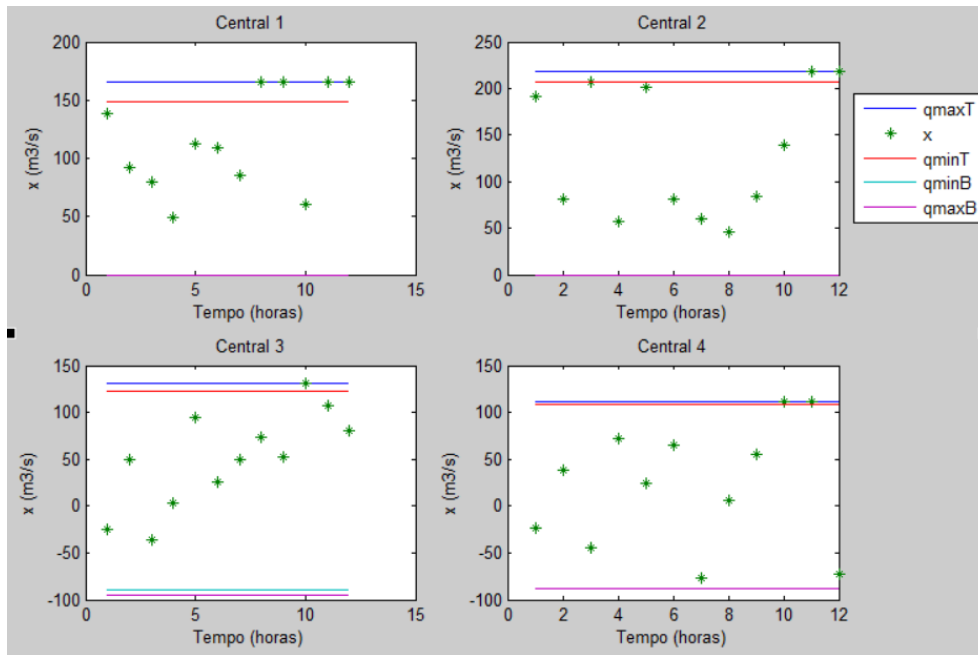 Central 1
200
150
100
50
0
0 5 10 15
x (m3/s)
Tempo (horas)
Central 2
250
200
150
100
50
0
0 2 4 6 8 10 12
x (m3/s)
Tempo (horas)
qmaxT
x
qminT
qminB
qmaxB
Central 3
150
100
50
0
-50
-100
0 5 10 15
x (m3/s)
Tempo (horas)
Central 4
150
100
50
0
-50
-100
0 2 4 6 8 10 12
x (m3/s)
Tempo (horas)